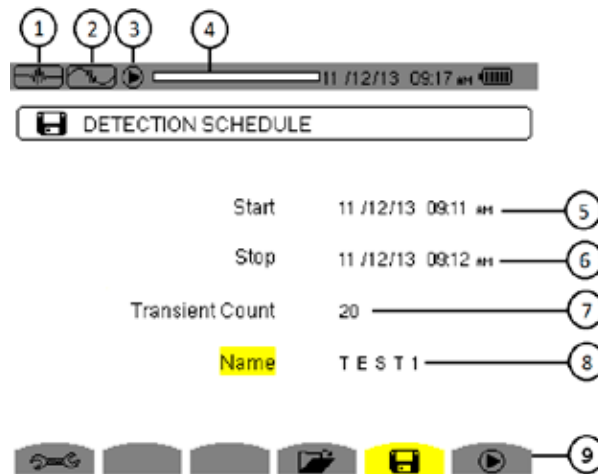 1 2 3 4
11 /12/13 09:17 AM
DETECTION SCHEDULE
Start 11 /12/13 09:11 AM 5
Stop 11 /12/13 09:12 AM 6
Transient Count 20 7
Name T E S T 1 8
9